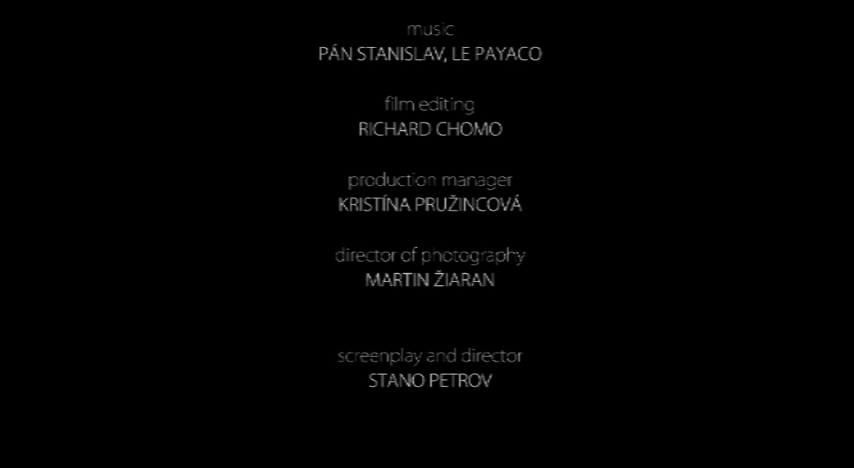 music
PÁN STANISLAV, LE PAYACO
film editing
RICHARD CHOMO
production manager
KRISTÍNA PRUŽINCOVÁ
director of photography
MARTIN ŽIARAN
screenplay and director
STANO PETROV